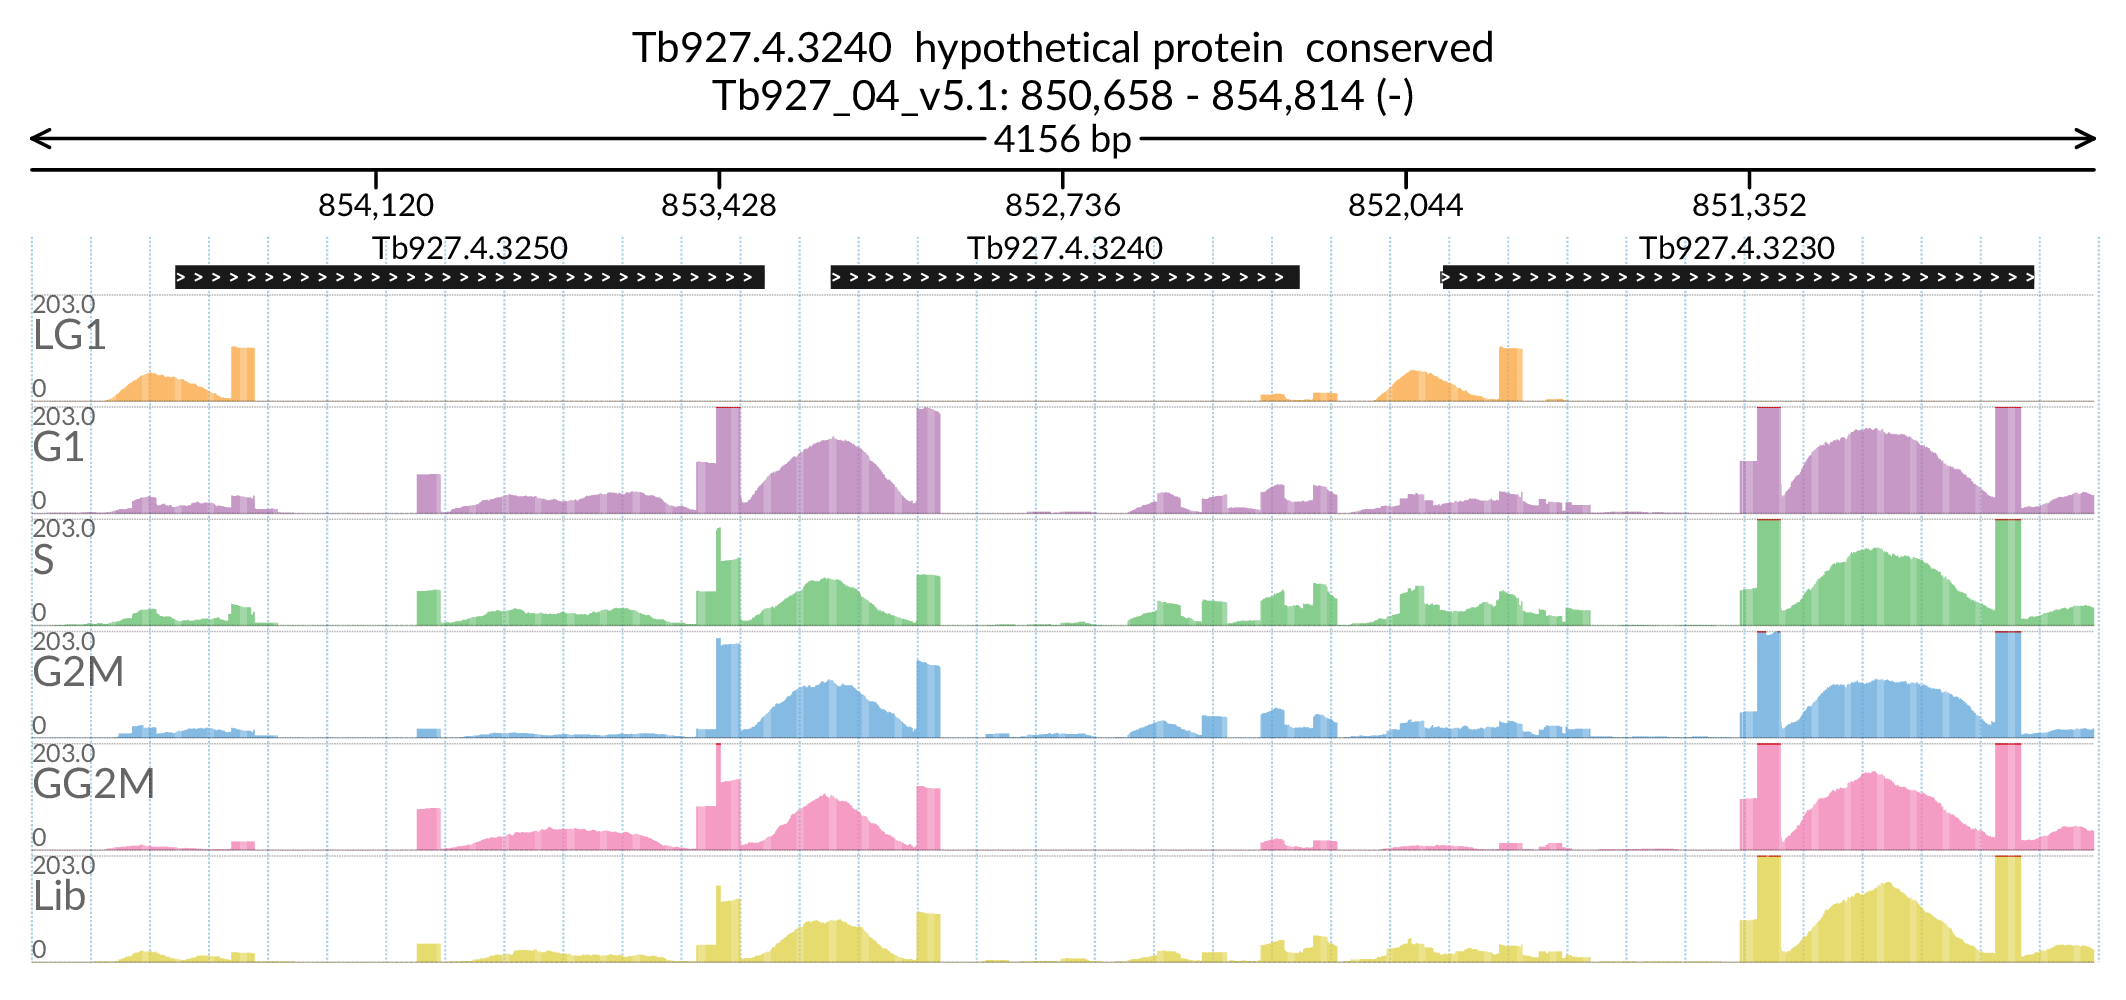 Tb927.4.3240 hypothetical protein conserved
Tb927_04_v5.1: 850,658 - 854,814 (-)
4156 bp
854,120 853,428 852,736 852,044 851,352
Tb927.4.3250 Tb927.4.3240 Tb927.4.3230
203.0
LG1
0
203.0
G1
0
203.0
S
0
203.0
G2M
0
203.0
GG2M
0
203.0
Lib
0